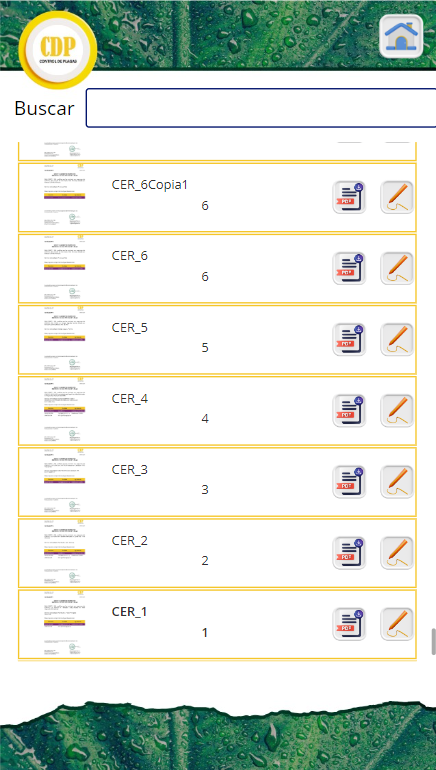 CDP
CONTROL DE PLAGAS
Buscar
CER_6Copia1
6
PDF
CER_6
6
PDF
CER_5
5
PDF
CER_4
4
PDF
CER_3
3
PDF
CER_2
2
PDF
CER_1
1
PDF